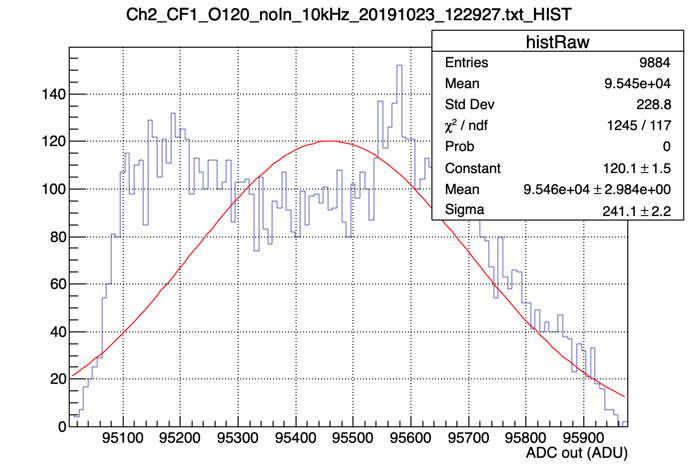 Ch2_CF1_O120_noIn_10kHz_20191023_122927.txt_HIST
histRaw
Entries 9884
Mean 9.545e+04
Std Dev 228.8
χ² / ndf 1245 / 117
Prob 0
Constant 120.1 ± 1.5
Mean 9.546e+04 ± 2.984e+00
Sigma 241.1 ± 2.2
140
120
100
80
60
40
20
0
95100 95200 95300 95400 95500 95600 95700 95800 95900
ADC out (ADU)